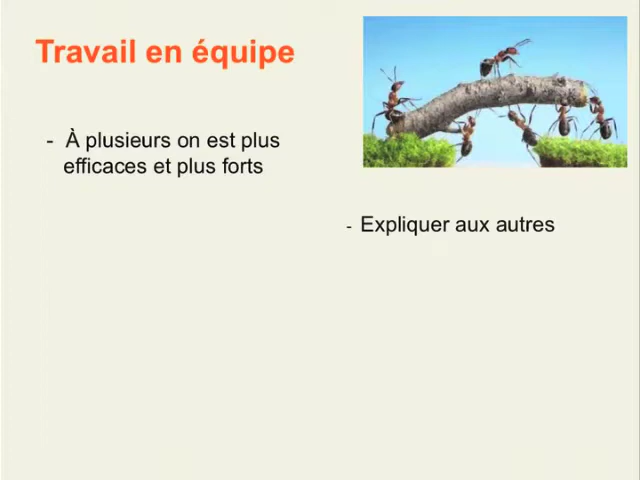 Travail en équipe
- À plusieurs on est plus
efficaces et plus forts
- Expliquer aux autres